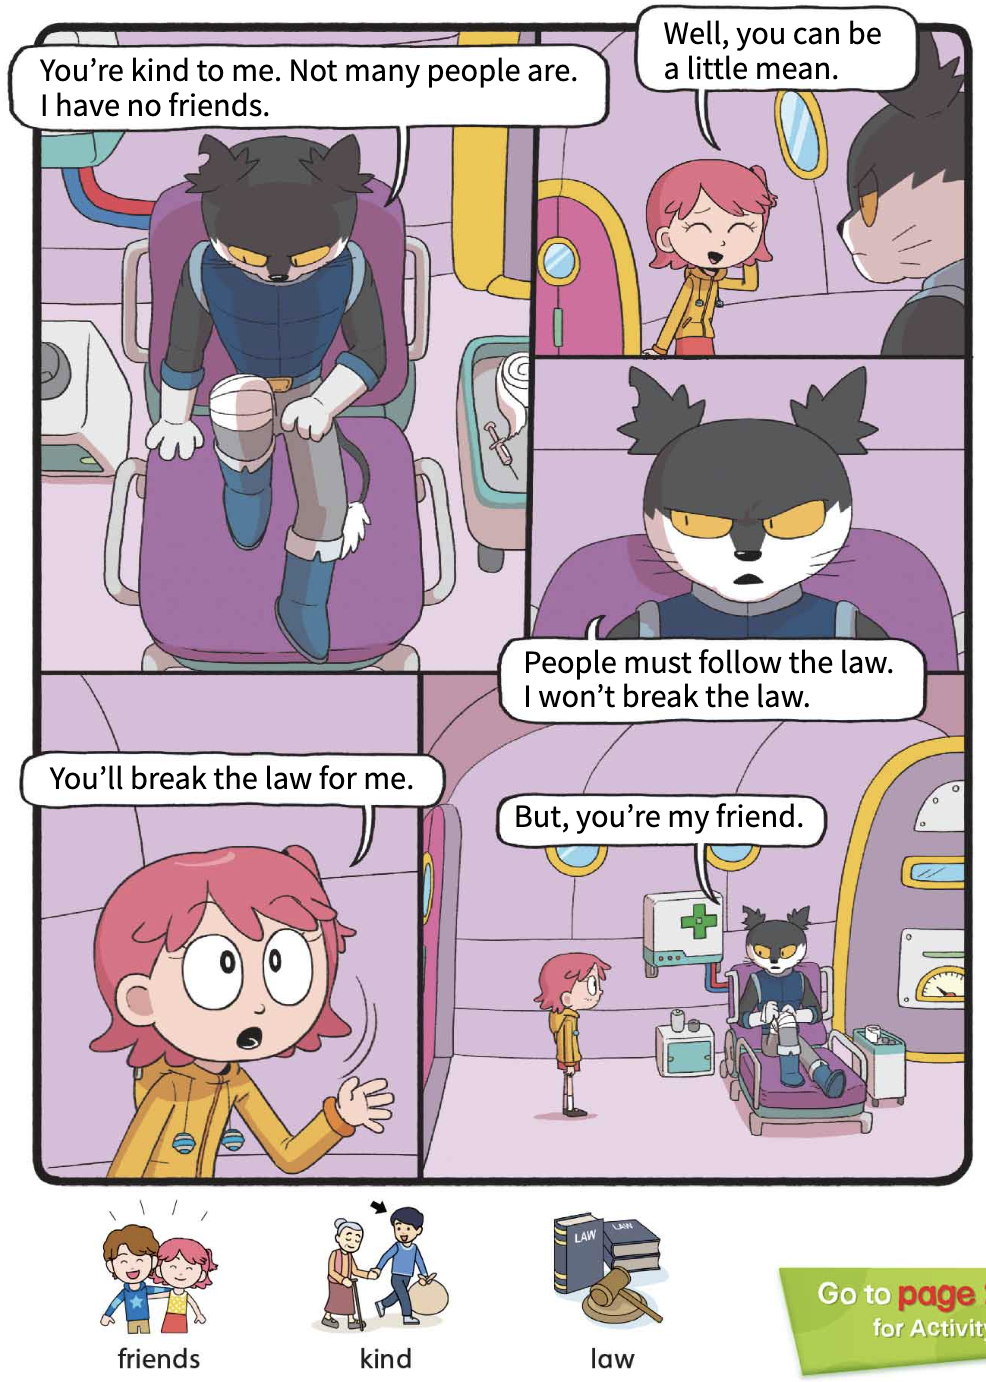 You're kind to me. Not many people are.
I have no friends.
Well, you can be
a little mean.
People must follow the law.
I won't break the law.
You'll break the law for me.
But, you're my friend.
LAW
LAW
friends
kind
law
Go to page
for Activity